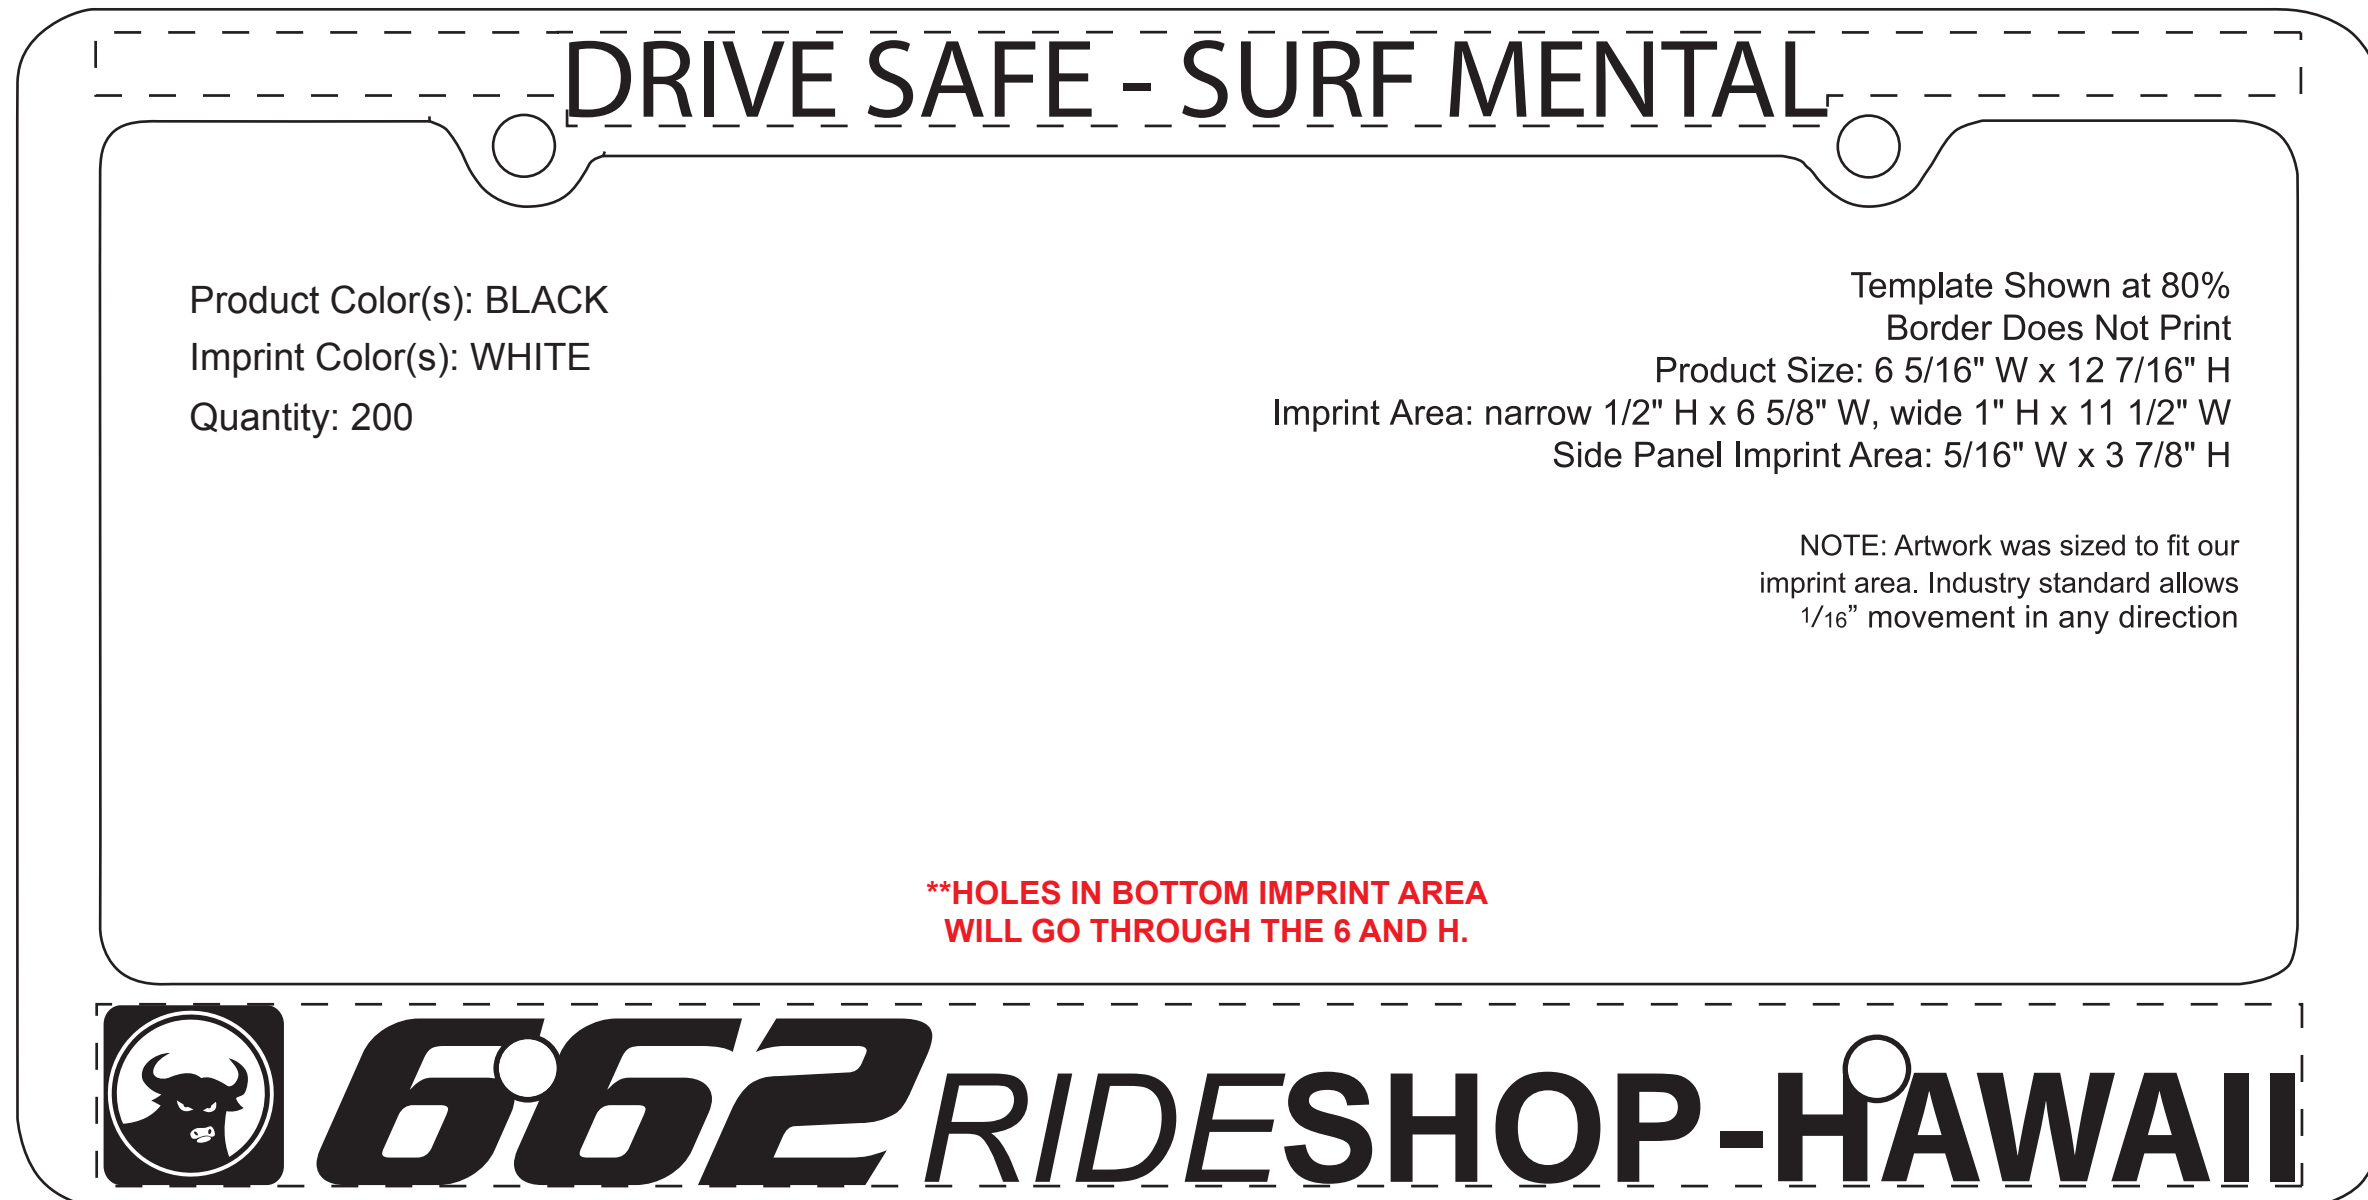 DRIVE SAFE - SURF MENTAL
Product Color(s): BLACK
Imprint Color(s): WHITE
Quantity: 200
Template Shown at 80%
Border Does Not Print
Product Size: 6 5/16" W x 12 7/16" H
Imprint Area: narrow 1/2" H x 6 5/8" W, wide 1" H x 11 1/2" W
Side Panel Imprint Area: 5/16" W x 3 7/8" H
NOTE: Artwork was sized to fit our
imprint area. Industry standard allows
1/16” movement in any direction
**HOLES IN BOTTOM IMPRINT AREA
WILL GO THROUGH THE 6 AND H.
662 RIDESHOP-HAWAII